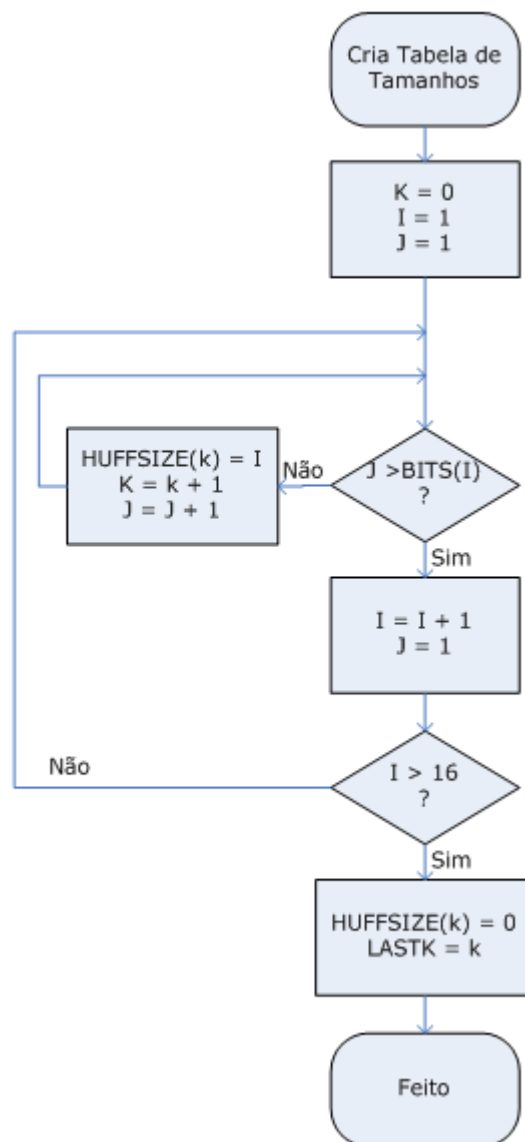 Cria Tabela de
Tamanhos
K = 0
I = 1
J = 1
HUFFSIZE(k) = I
K = k + 1
J = J + 1
Não
J >BITS(I)
?
Sim
I = I + 1
J = 1
Não
I > 16
?
Sim
HUFFSIZE(k) = 0
LASTK = k
Feito